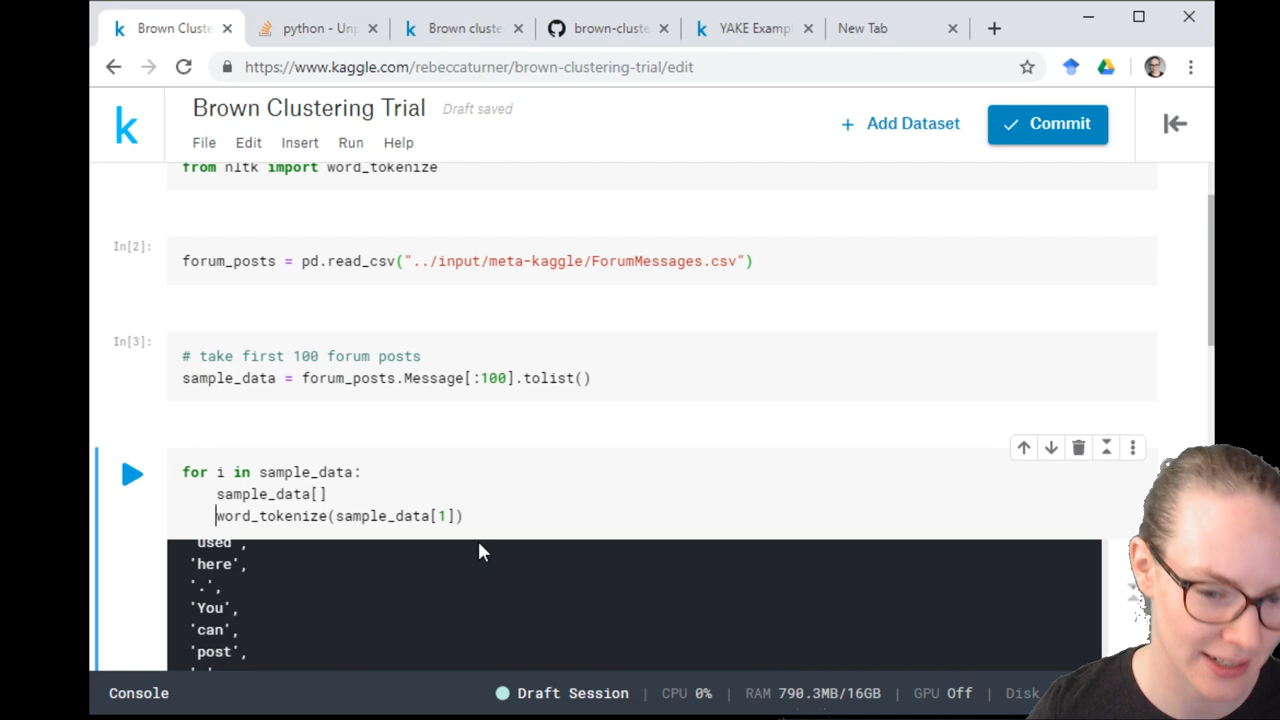 Brown Cluste
python - Unp
Brown cluste
brown-cluste
YAKE Exampl
New Tab
https://www.kaggle.com/rebeccaturner/brown-clustering-trial/edit
k
Brown Clustering Trial
Draft saved
File Edit Insert Run Help
+ Add Dataset
Commit
from nltk import word_tokenize
In[2]:
forum_posts = pd.read_csv("../input/meta-kaggle/ForumMessages.csv")
In[3]:
# take first 100 forum posts
sample_data = forum_posts.Message[:100].tolist()
for i in sample_data:
sample_data[]
word_tokenize(sample_data[1])
'used',
'here',
'.',
'You',
'can',
'post',
Console
Draft Session | CPU 0% | RAM 790.3MB/16GB | GPU Off | Disk